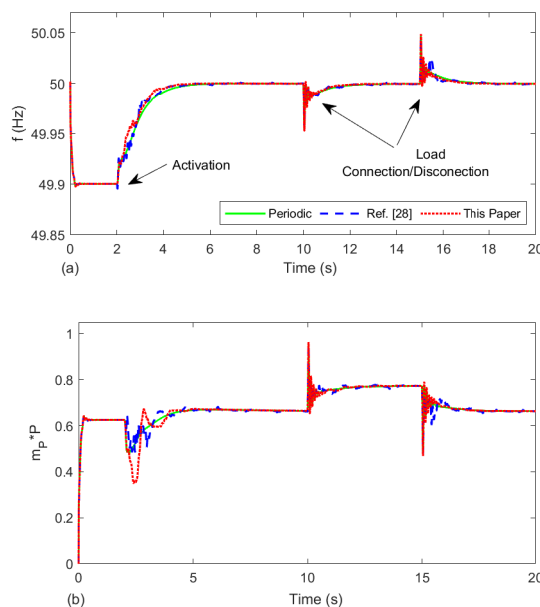 50.05
50
49.95
49.9
49.85
f (Hz)
Activation
Load
Connection/Disconection
Periodic
Ref. [28]
This Paper
0 2 4 6 8 10 12 14 16 18 20
(a)
Time (s)
1
0.8
0.6
0.4
0.2
0
m_P*P
0 5 10 15 20
(b)
Time (s)